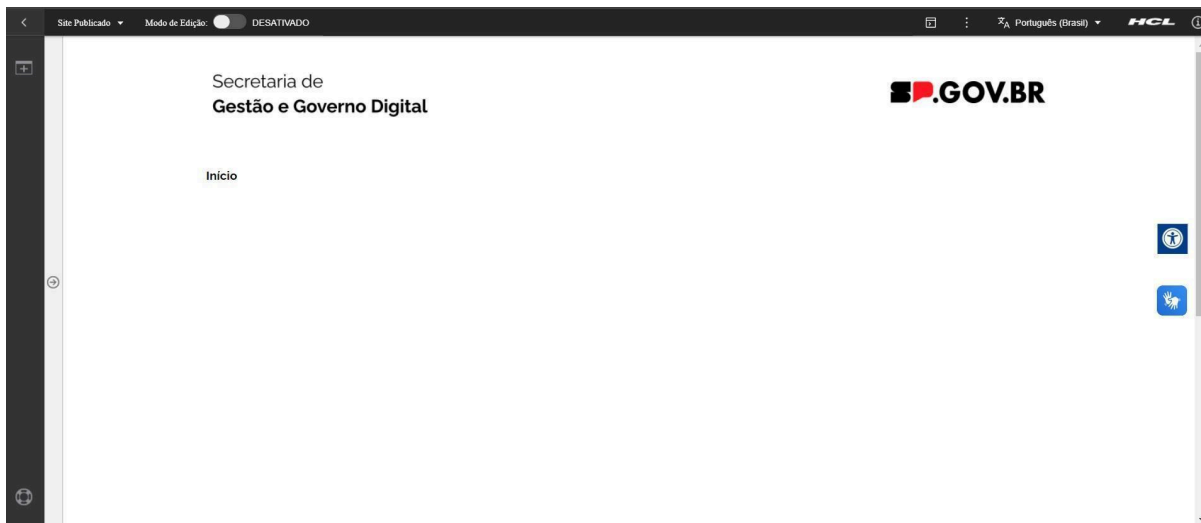 Site Publicado Modo de Edição: DESATIVADO Português (Brasil) HCL
Secretaria de
Gestão e Governo Digital
SP.GOV.BR
Início